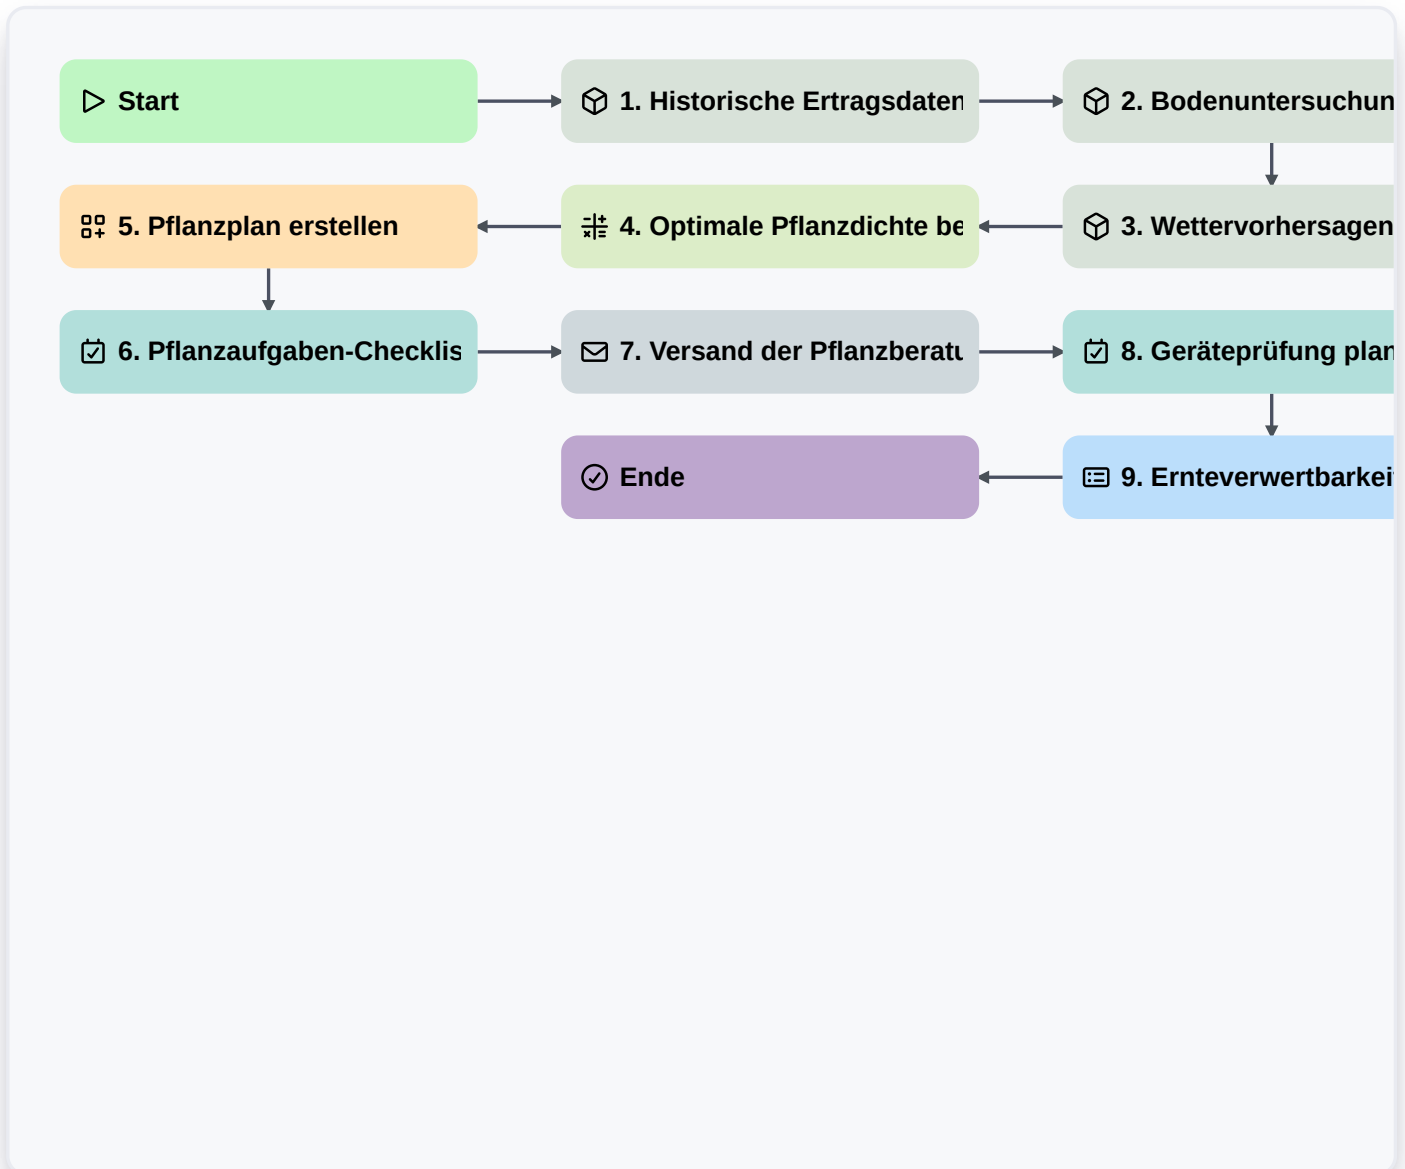 Start
1. Historische Ertragsdaten
2. Bodenuntersuchun
5. Pflanzplan erstellen
4. Optimale Pflanzdichte be
3. Wettervorhersagen
6. Pflanzaufgaben-Checklis
7. Versand der Pflanzberatu
8. Geräteprüfung plan
Ende
9. Ernteverwertbarkei